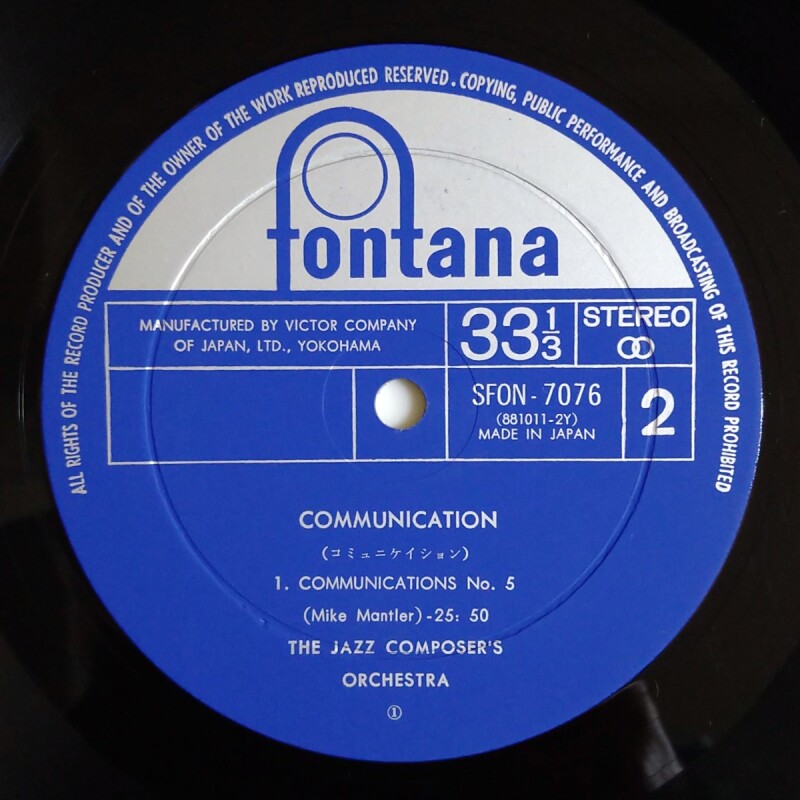 ALL RIGHTS OF THE RECORD PRODUCER AND OF THE OWNER OF THE WORK REPRODUCED RESERVED. COPYING, PUBLIC PERFORMANCE AND BROADCASTING OF THIS RECORD PROHIBITED
fontana
MANUFACTURED BY VICTOR COMPANY
OF JAPAN, LTD., YOKOHAMA
33 1/3
STEREO
SFON-7076
(881011-2Y)
MADE IN JAPAN
2
COMMUNICATION
(コミュニケイション)
1. COMMUNICATIONS No. 5
(Mike Mantler)-25: 50
THE JAZZ COMPOSER'S
ORCHESTRA
①